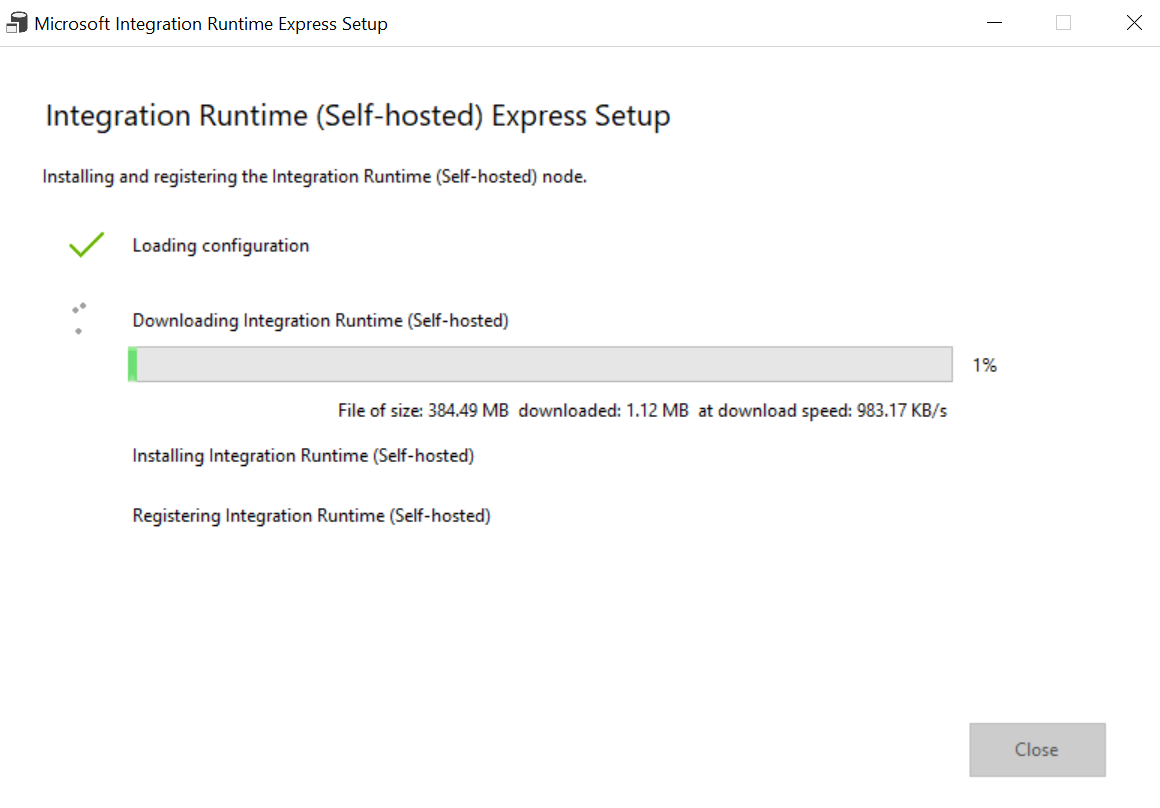 Microsoft Integration Runtime Express Setup
Integration Runtime (Self-hosted) Express Setup
Installing and registering the Integration Runtime (Self-hosted) node.
Loading configuration
Downloading Integration Runtime (Self-hosted)
1%
File of size: 384.49 MB  downloaded: 1.12 MB  at download speed: 983.17 KB/s
Installing Integration Runtime (Self-hosted)
Registering Integration Runtime (Self-hosted)
Close